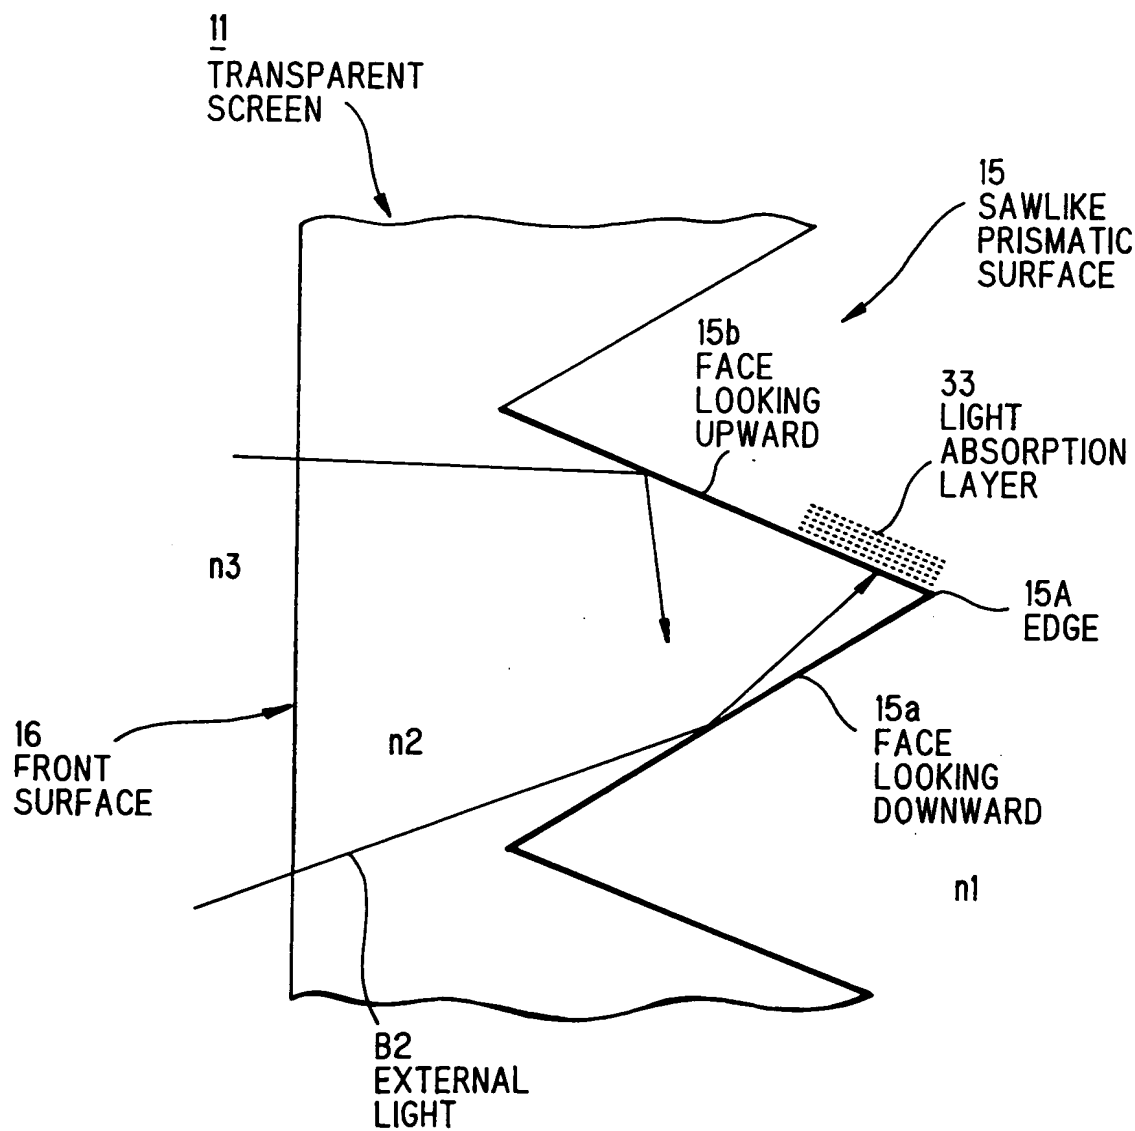 11
TRANSPARENT
SCREEN
15
SAWLIKE
PRISMATIC
SURFACE
15b
FACE
LOOKING
UPWARD
33
LIGHT
ABSORPTION
LAYER
n3
15A
EDGE
16
FRONT
SURFACE
n2
15a
FACE
LOOKING
DOWNWARD
n1
B2
EXTERNAL
LIGHT